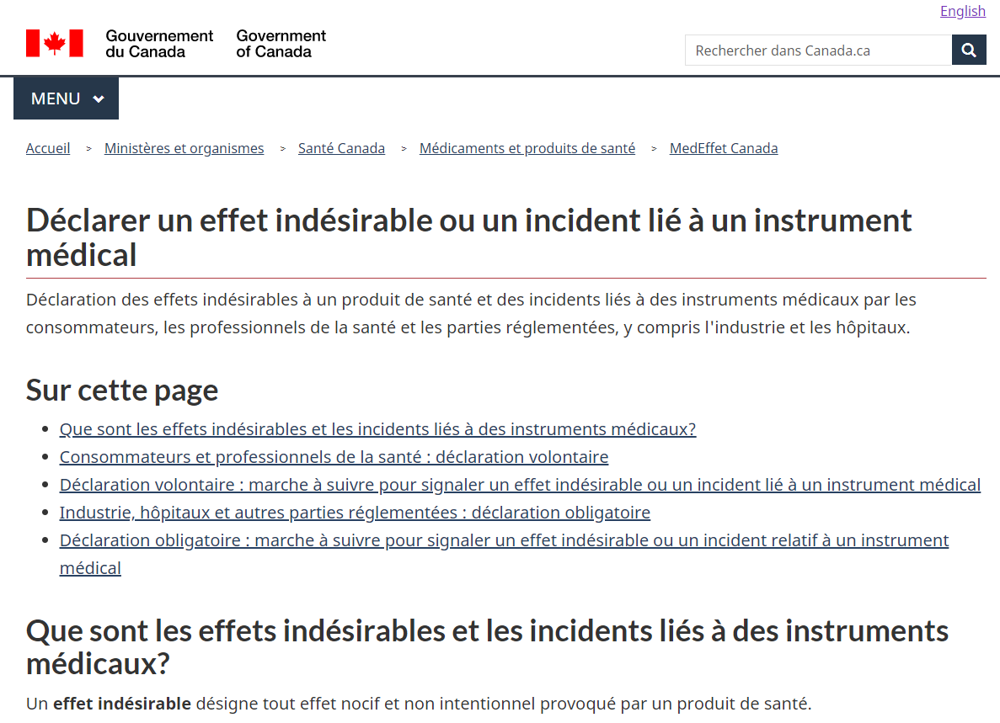 English
Gouvernement du Canada
Government of Canada
Rechercher dans Canada.ca
MENU
Accueil > Ministères et organismes > Santé Canada > Médicaments et produits de santé > MedEffet Canada
Déclarer un effet indésirable ou un incident lié à un instrument
médical
Déclaration des effets indésirables à un produit de santé et des incidents liés à des instruments médicaux par les
consommateurs, les professionnels de la santé et les parties réglementées, y compris l'industrie et les hôpitaux.
Sur cette page
• Que sont les effets indésirables et les incidents liés à des instruments médicaux?
• Consommateurs et professionnels de la santé : déclaration volontaire
• Déclaration volontaire : marche à suivre pour signaler un effet indésirable ou un incident lié à un instrument médical
• Industrie, hôpitaux et autres parties réglementées : déclaration obligatoire
• Déclaration obligatoire : marche à suivre pour signaler un effet indésirable ou un incident relatif à un instrument
médical
Que sont les effets indésirables et les incidents liés à des instruments
médicaux?
Un effet indésirable désigne tout effet nocif et non intentionnel provoqué par un produit de santé.